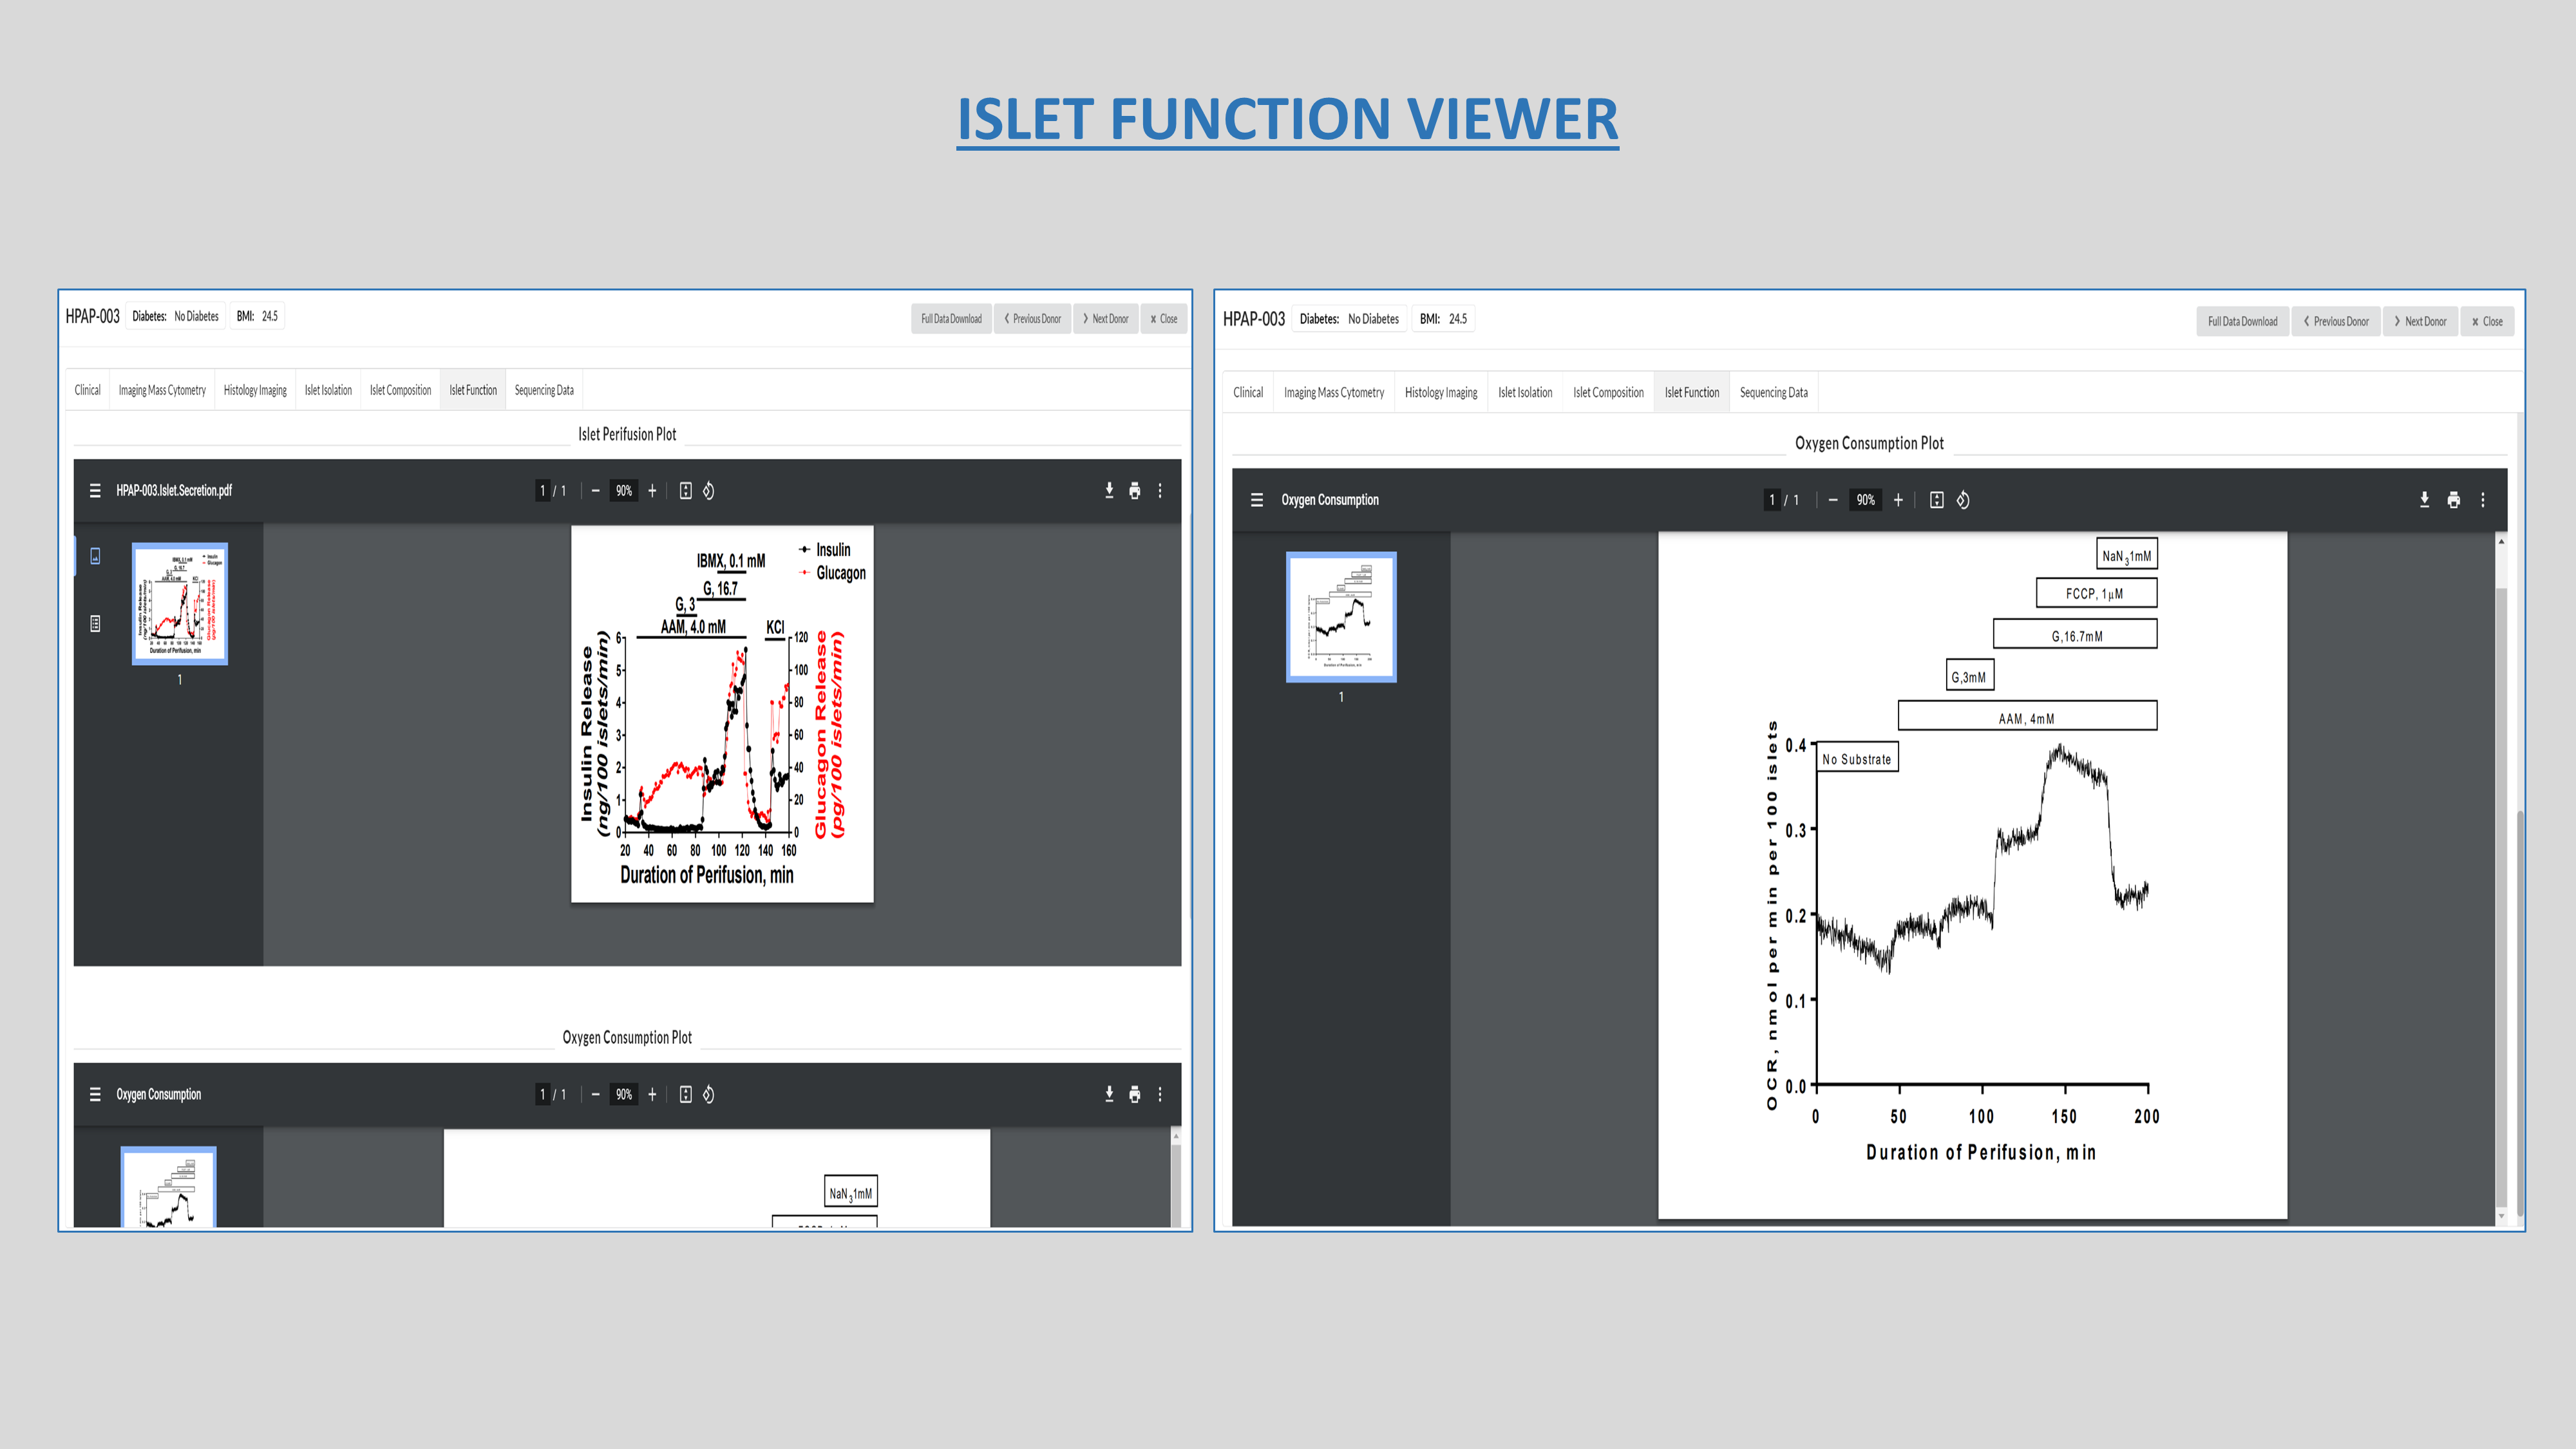 ISLET FUNCTION VIEWER
HPAP-003 Diabetes: No Diabetes BMI: 24.5 Full Data Download Previous Donor Next Donor × Close
Clinical Imaging Mass Cytometry Histology Imaging Islet Isolation Islet Composition Islet Function Sequencing Data
Islet Perifusion Plot
HPAP-003.Islet.Secretion.pdf 1 / 1 90%
1
Insulin
Glucagon
IBMX, 0.1 mM
G, 16.7
G, 3
AAM, 4.0 mM
KCl
Insulin Release
(ng/100 islets/min)
6
5
4
3
2
1
0
120
100
80
60
40
20
0
Glucagon Release
(pg/100 islets/min)
20 40 60 80 100 120 140 160
Duration of Perifusion, min
Oxygen Consumption Plot
Oxygen Consumption 1 / 1 90%
NaN3 1mM
HPAP-003 Diabetes: No Diabetes BMI: 24.5 Full Data Download Previous Donor Next Donor × Close
Clinical Imaging Mass Cytometry Histology Imaging Islet Isolation Islet Composition Islet Function Sequencing Data
Oxygen Consumption Plot
Oxygen Consumption 1 / 1 90%
1
NaN3 1mM
FCCP, 1µM
G,16.7mM
G,3mM
AAM, 4mM
No Substrate
OCR, nmol per min per 100 islets
0.4
0.3
0.2
0.1
0.0
0 50 100 150 200
Duration of Perifusion, min